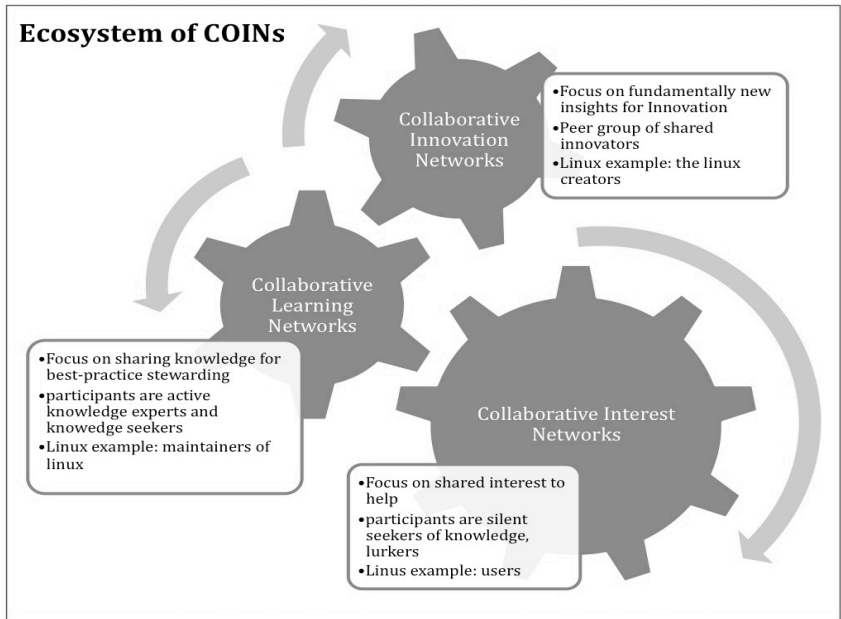 Ecosystem of COINs
Collaborative
Innovation
Networks
•Focus on fundamentally new
insights for Innovation
•Peer group of shared
innovators
•Linux example: the linux
creators
Collaborative
Learning
Networks
•Focus on sharing knowledge for
best-practice stewarding
•participants are active
knowledge experts and
knowedge seekers
•Linux example: maintainers of
linux
Collaborative Interest
Networks
•Focus on shared interest to
help
•participants are silent
seekers of knowledge,
lurkers
•Linus example: users